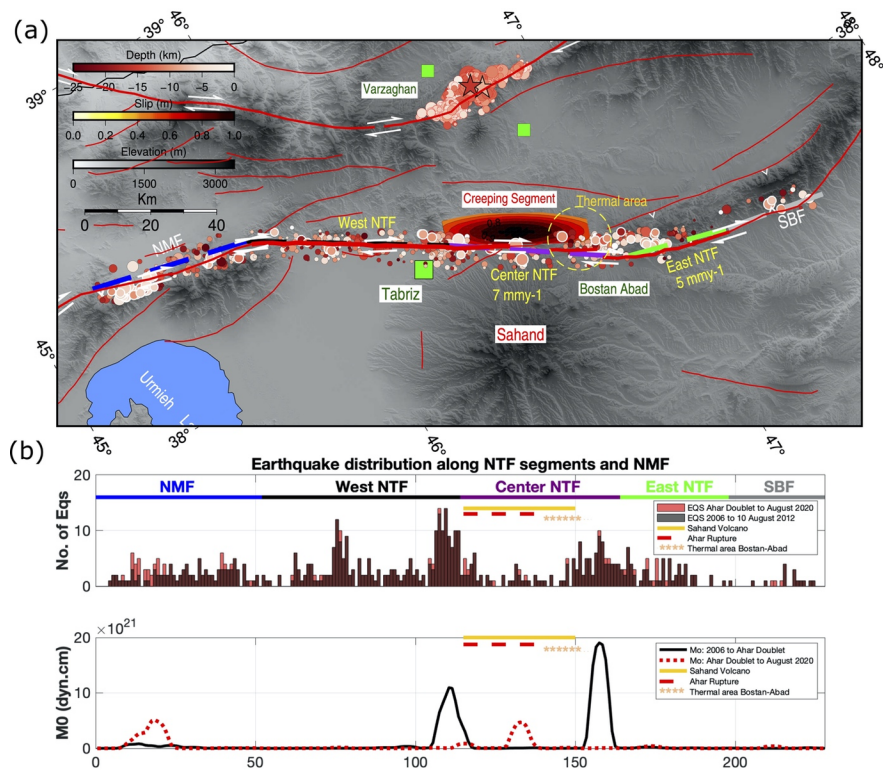 (a)
39°
46°
47°
48°
48°
39°
45°
45°
38°
46°
47°
Depth (km)
−25 −20 −15 −10 −5 0
Slip (m)
0.0 0.2 0.4 0.6 0.8 1.0
Elevation (m)
0 1500 3000
Km
0 20 40
Varzaghan
Creeping Segment
Thermal area
West NTF
NMF
SBF
East NTF
5 mmy-1
Center NTF
7 mmy-1
Bostan Abad
Tabriz
Sahand
Urmieh
(b)
Earthquake distribution along NTF segments and NMF
NMF West NTF Center NTF East NTF SBF
No. of Eqs
20
10
0
EQS Ahar Doublet to August 2020
EQS 2006 to 10 August 2012
Sahand Volcano
Ahar Rupture
Thermal area Bostan-Abad
×10²¹
M0 (dyn.cm)
20
10
0
Mo: 2006 to Ahar Doublet
Mo: Ahar Doublet to August 2020
Sahand Volcano
Ahar Rupture
Thermal area Bostan-Abad
0 50 100 150 200